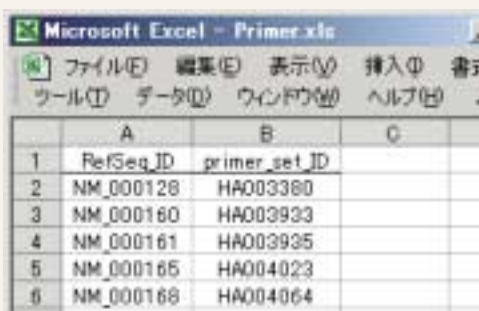 Microsoft Excel - Primer.xls
ファイル(F) 編集(E) 表示(V) 挿入(I) 書式
ツール(T) データ(D) ウィンドウ(W) ヘルプ(H)
A B C
1 RefSeq_ID primer_set_ID
2 NM_000128 HA003380
3 NM_000160 HA003933
4 NM_000161 HA003935
5 NM_000165 HA004023
6 NM_000168 HA004064